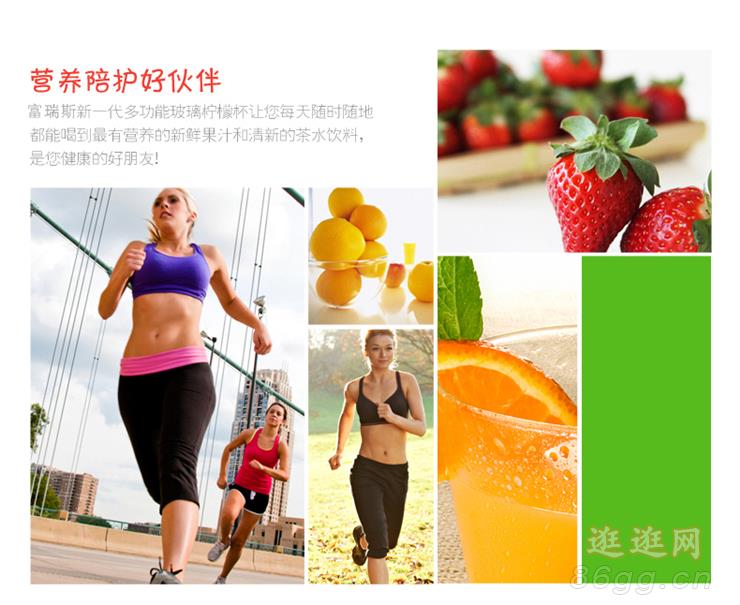 营养陪护好伙伴
富瑞斯新一代多功能玻璃柠檬杯让您每天随时随地
都能喝到最有营养的新鲜果汁和清新的茶水饮料，
是您健康的好朋友！
逛逛网
86gg.cn